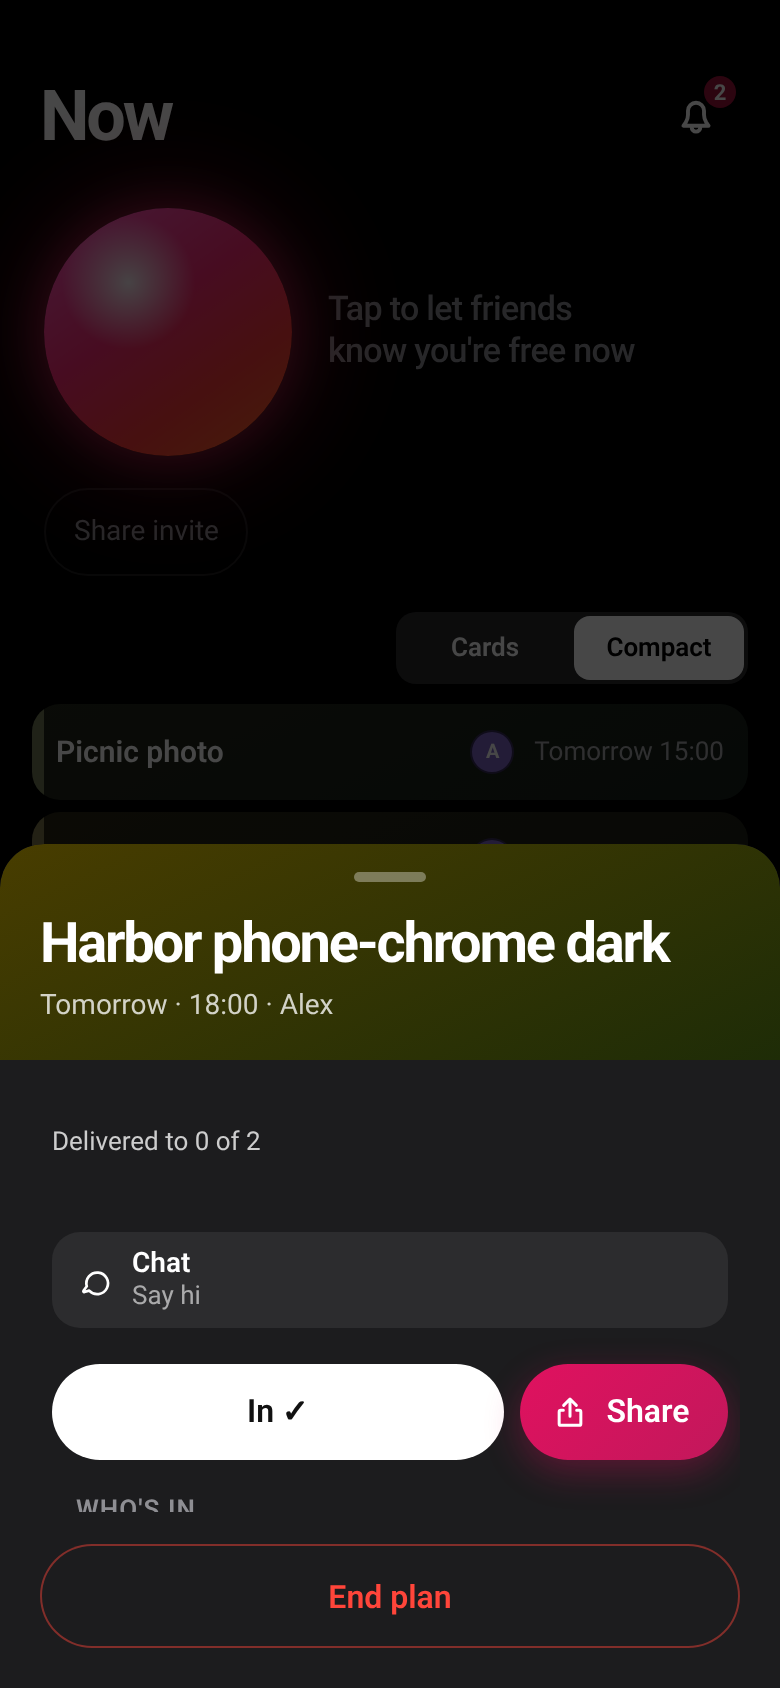 Now
2
Tap to let friends
know you're free now
Share invite
Cards
Compact
Picnic photo
A
Tomorrow 15:00
Harbor phone-chrome dark
Tomorrow · 18:00 · Alex
Delivered to 0 of 2
Chat
Say hi
In ✓
Share
WHO'S IN
End plan